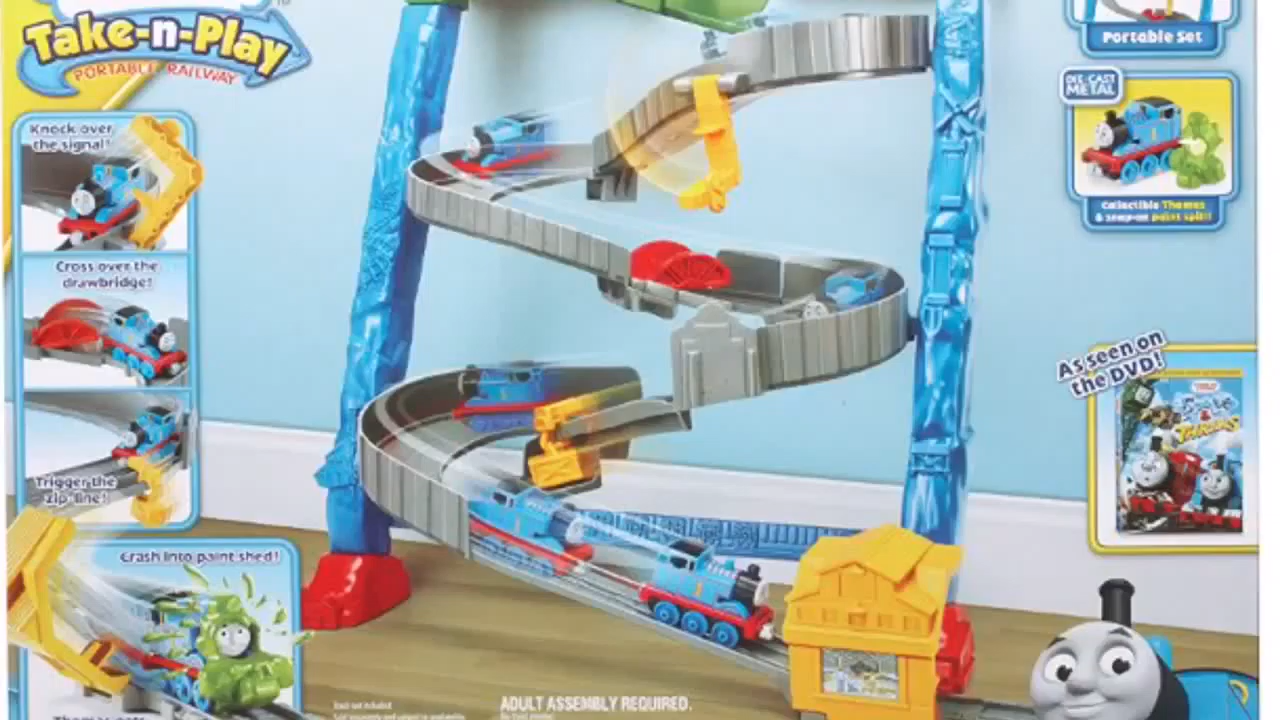 Take-n-Play
PORTABLE RAILWAY
Portable Set
DIE-CAST
METAL
Knock over
the signal!
Collectible Thomas
& snap-on paint split!
Cross over the
drawbridge!
As seen on
the DVD!
Trigger the
zip-line!
Crash into paint shed!
ADULT ASSEMBLY REQUIRED.
Thomas gets